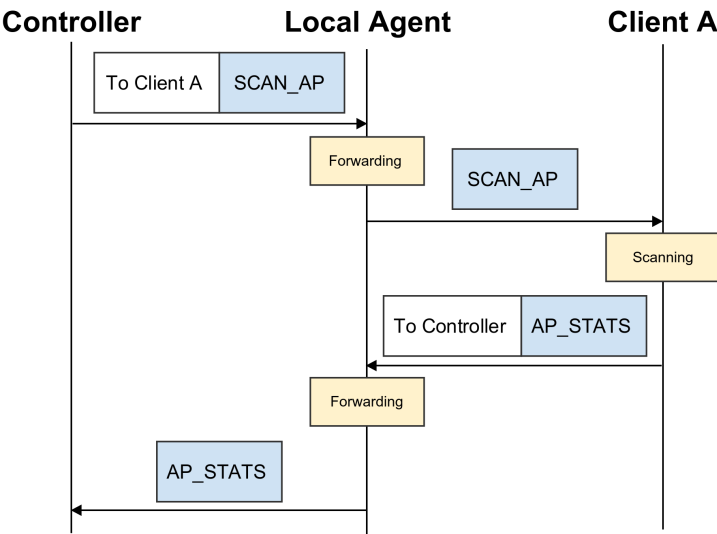 Controller
Local Agent
Client A
To Client A
SCAN_AP
Forwarding
SCAN_AP
Scanning
To Controller
AP_STATS
Forwarding
AP_STATS